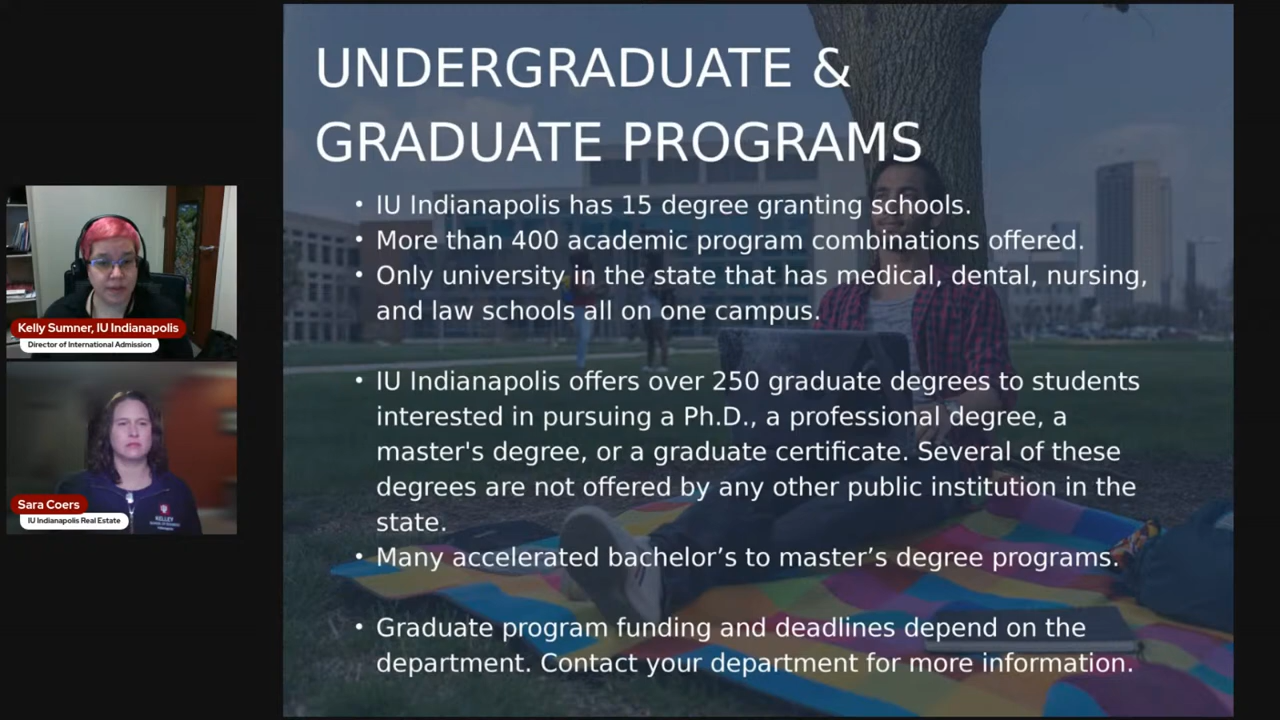 UNDERGRADUATE &
GRADUATE PROGRAMS
• IU Indianapolis has 15 degree granting schools.
• More than 400 academic program combinations offered.
• Only university in the state that has medical, dental, nursing,
and law schools all on one campus.
• IU Indianapolis offers over 250 graduate degrees to students
interested in pursuing a Ph.D., a professional degree, a
master's degree, or a graduate certificate. Several of these
degrees are not offered by any other public institution in the
state.
• Many accelerated bachelor’s to master’s degree programs.
• Graduate program funding and deadlines depend on the
department. Contact your department for more information.
Kelly Sumner, IU Indianapolis
Director of International Admission
Sara Coers
IU Indianapolis Real Estate
KELLEY